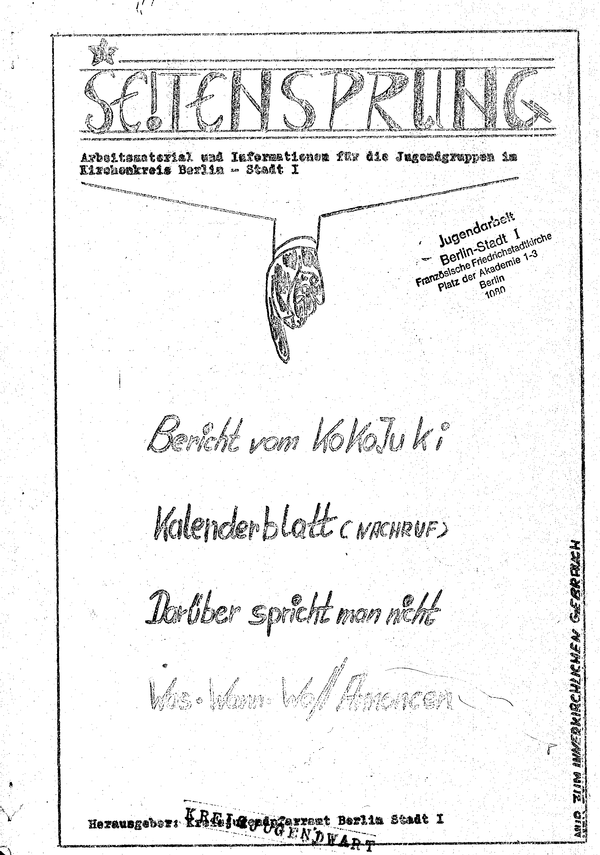 SEITENSPRUNG
Arbeitsmaterial und Informationen für die Jugendgruppen im
Kirchenkreis Berlin - Stadt I
Jugendarbeit
Berlin-Stadt I
Französische Friedrichstadtkirche
Platz der Akademie 1-3
Berlin
1080
Bericht vom KoKoJuki
Kalenderblatt (NACHRUF)
Darüber spricht man nicht
Was·Wann·Wo//Annoncen
NUR ZUM INNERKIRCHLICHEN GEBRAUCH
Herausgeber: Kreisjugendpfarramt Berlin Stadt I
KREISJUGENDWART